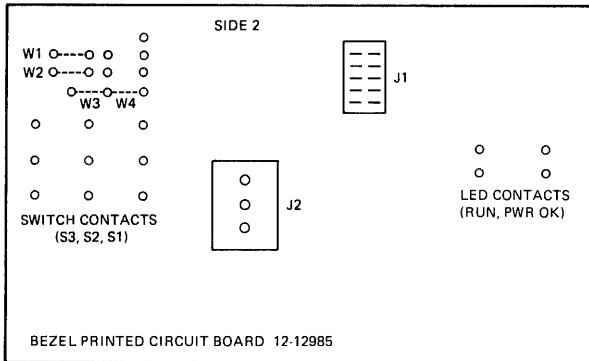 SIDE 2
W1
W2
W3 W4
J1
J2
SWITCH CONTACTS
(S3, S2, S1)
LED CONTACTS
(RUN, PWR OK)
BEZEL PRINTED CIRCUIT BOARD 12-12985